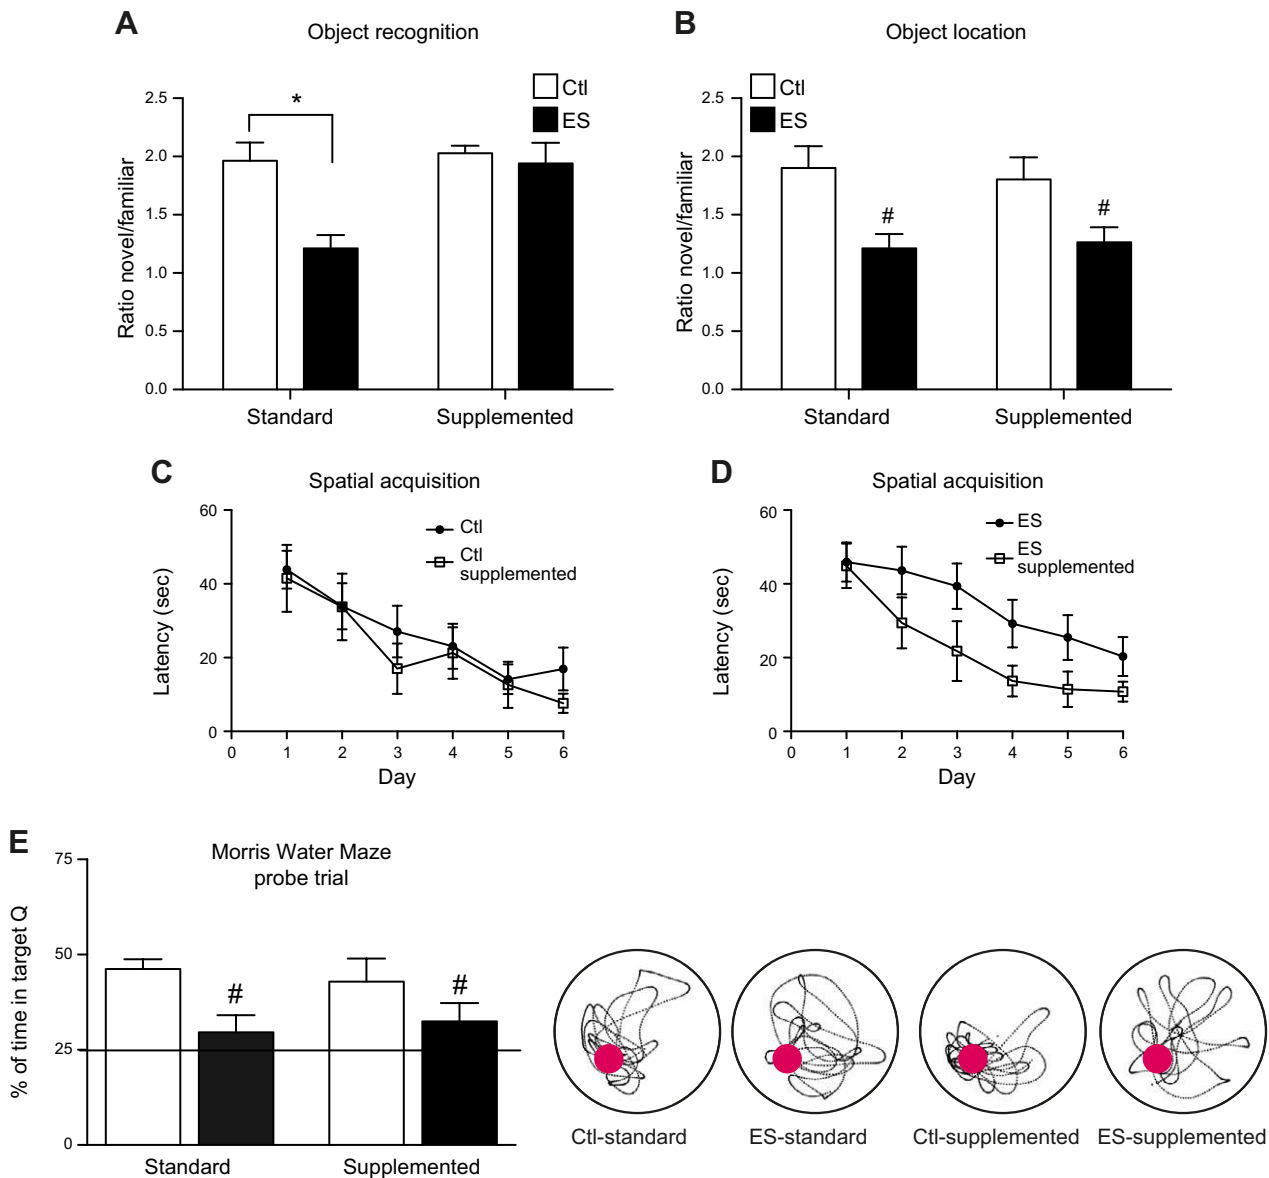 A
Object recognition
Ctl
ES
*
2.5
2.0
1.5
1.0
0.5
0.0
Ratio novel/familiar
Standard
Supplemented
B
Object location
Ctl
ES
#
#
2.5
2.0
1.5
1.0
0.5
0.0
Ratio novel/familiar
Standard
Supplemented
C
Spatial acquisition
Ctl
Ctl
supplemented
60
40
20
0
Latency (sec)
0 1 2 3 4 5 6
Day
D
Spatial acquisition
ES
ES
supplemented
60
40
20
0
Latency (sec)
0 1 2 3 4 5 6
Day
E
Morris Water Maze
probe trial
75
50
25
0
% of time in target Q
#
#
Standard
Supplemented
Ctl-standard
ES-standard
Ctl-supplemented
ES-supplemented